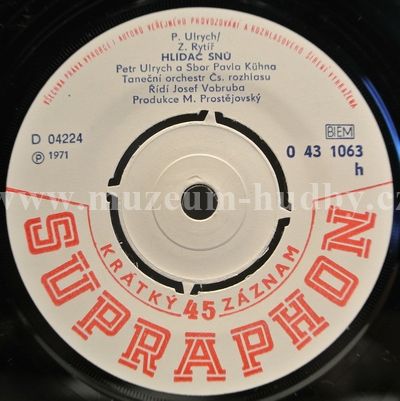 VŠECHNA PRÁVA VÝROBCE I AUTORŮ VEŘEJNÉHO PROVOZOVÁNÍ A ROZHLASOVÉHO ŠÍŘENÍ VYHRAZENA
P. Ulrych/
Z. Rytíř
HLÍDAČ SNŮ
Petr Ulrych a Sbor Pavla Kühna
Taneční orchestr Čs. rozhlasu
Řídí Josef Vobruba
Produkce M. Prostějovský
D 04224
Ⓟ 1971
BIEM
0 43 1063
h
www.muzeum-hudby.cz
KRÁTKÝ 45 ZÁZNAM
SUPRAPHON